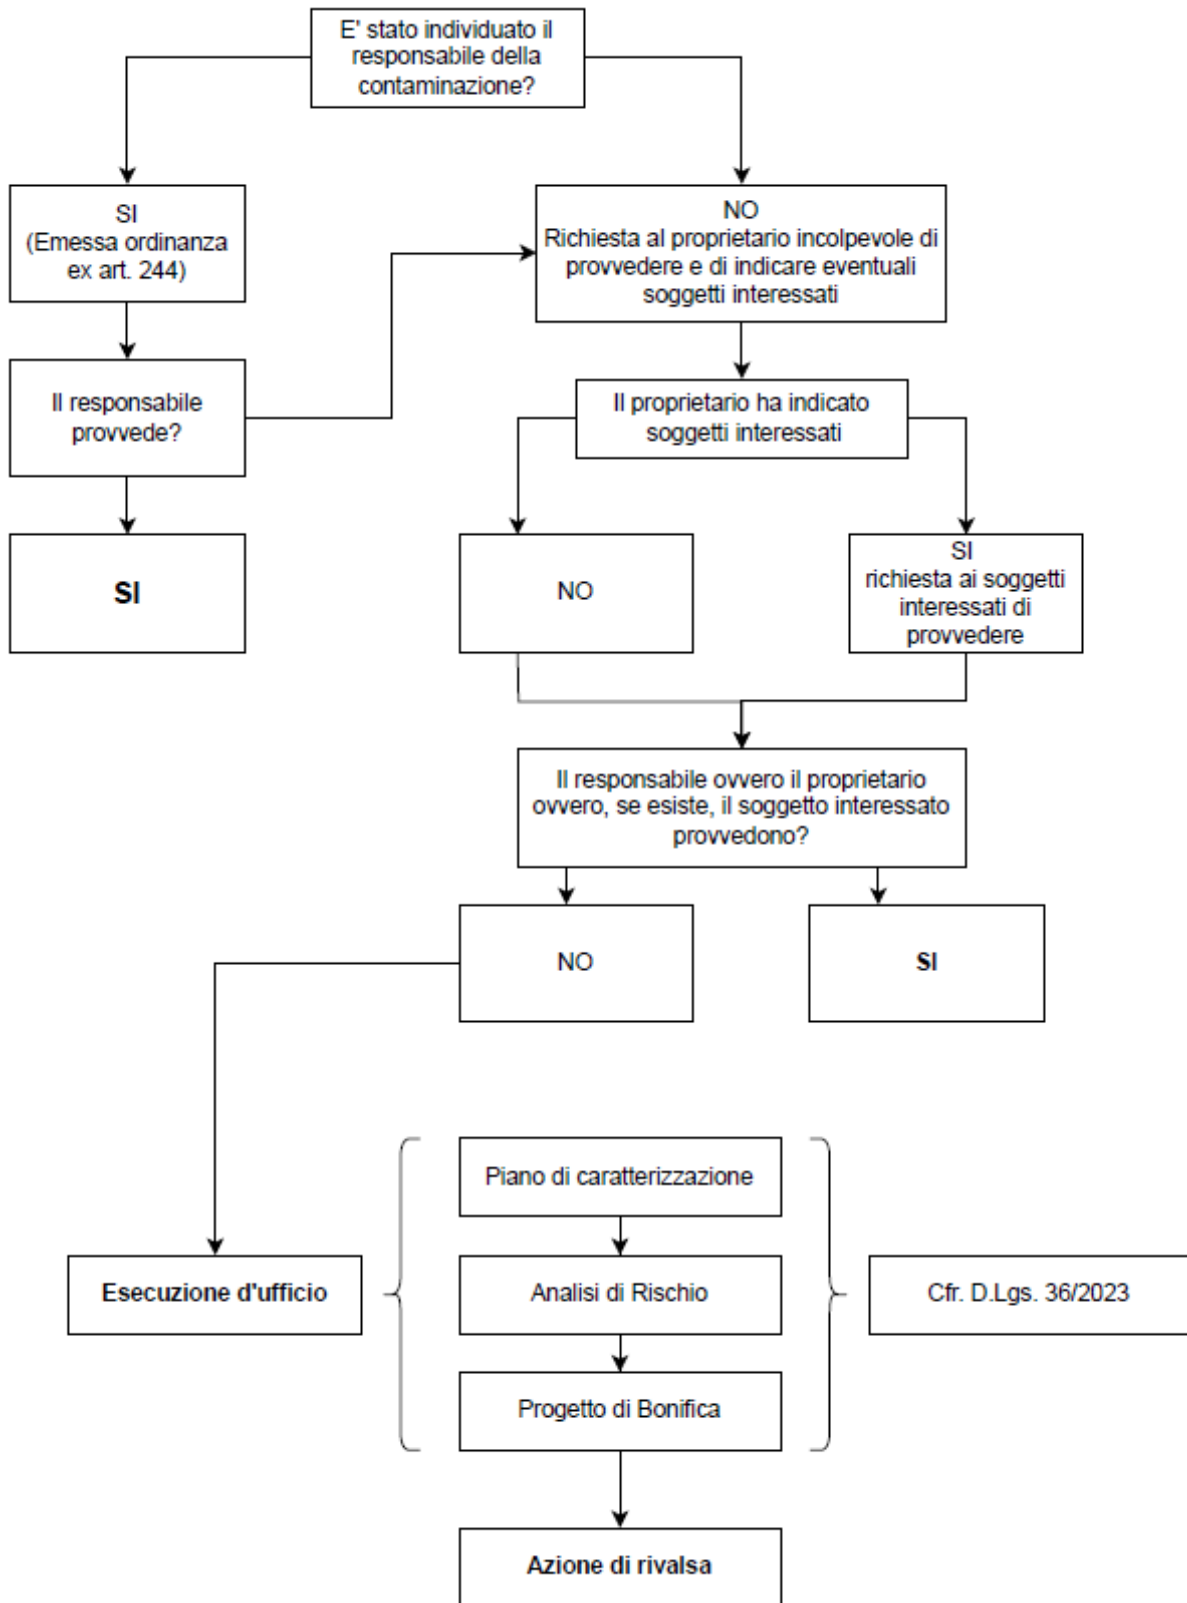 E' stato individuato il
responsabile della
contaminazione?
SI
(Emessa ordinanza
ex art. 244)
NO
Richiesta al proprietario incolpevole di
provvedere e di indicare eventuali
soggetti interessati
Il responsabile
provvede?
Il proprietario ha indicato
soggetti interessati
SI
NO
SI
richiesta ai soggetti
interessati di
provvedere
Il responsabile ovvero il proprietario
ovvero, se esiste, il soggetto interessato
provvedono?
NO
SI
Piano di caratterizzazione
Esecuzione d'ufficio
Analisi di Rischio
Cfr. D.Lgs. 36/2023
Progetto di Bonifica
Azione di rivalsa